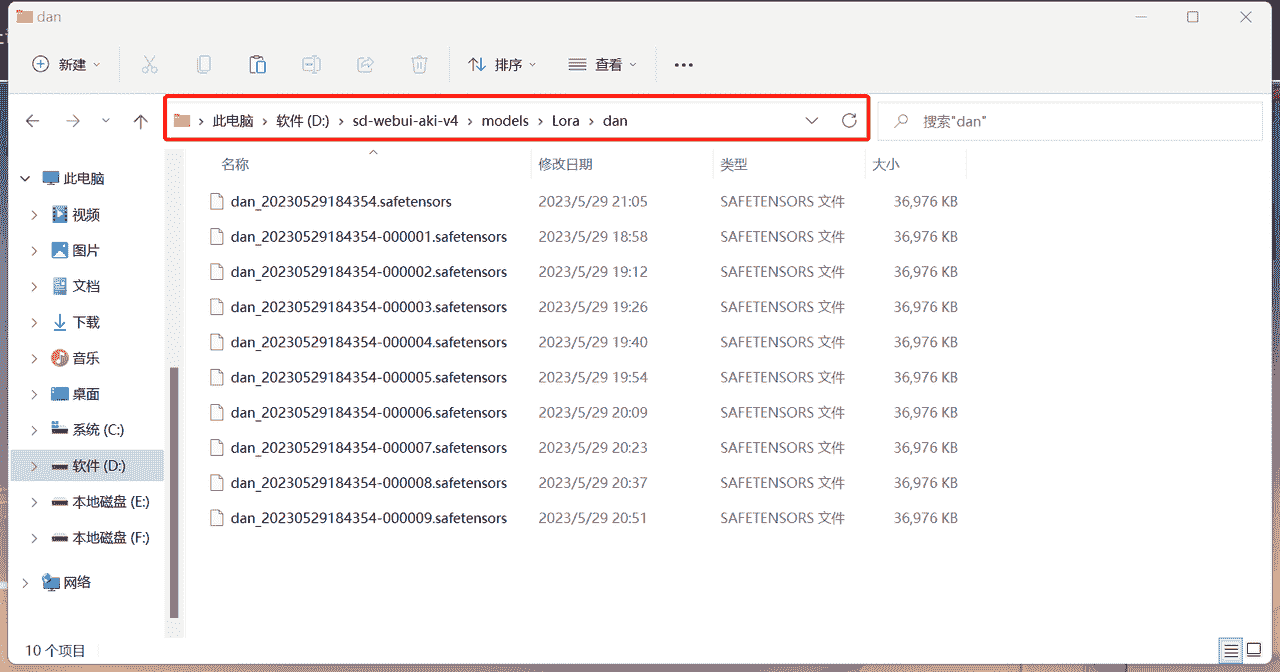 dan
新建
排序
查看
此电脑 > 软件 (D:) > sd-webui-aki-v4 > models > Lora > dan
搜索"dan"
名称 修改日期 类型 大小
此电脑
视频
图片
文档
下载
音乐
桌面
系统 (C:)
软件 (D:)
本地磁盘 (E:)
本地磁盘 (F:)
网络
dan_20230529184354.safetensors 2023/5/29 21:05 SAFETENSORS 文件 36,976 KB
dan_20230529184354-000001.safetensors 2023/5/29 18:58 SAFETENSORS 文件 36,976 KB
dan_20230529184354-000002.safetensors 2023/5/29 19:12 SAFETENSORS 文件 36,976 KB
dan_20230529184354-000003.safetensors 2023/5/29 19:26 SAFETENSORS 文件 36,976 KB
dan_20230529184354-000004.safetensors 2023/5/29 19:40 SAFETENSORS 文件 36,976 KB
dan_20230529184354-000005.safetensors 2023/5/29 19:54 SAFETENSORS 文件 36,976 KB
dan_20230529184354-000006.safetensors 2023/5/29 20:09 SAFETENSORS 文件 36,976 KB
dan_20230529184354-000007.safetensors 2023/5/29 20:23 SAFETENSORS 文件 36,976 KB
dan_20230529184354-000008.safetensors 2023/5/29 20:37 SAFETENSORS 文件 36,976 KB
dan_20230529184354-000009.safetensors 2023/5/29 20:51 SAFETENSORS 文件 36,976 KB
10 个项目